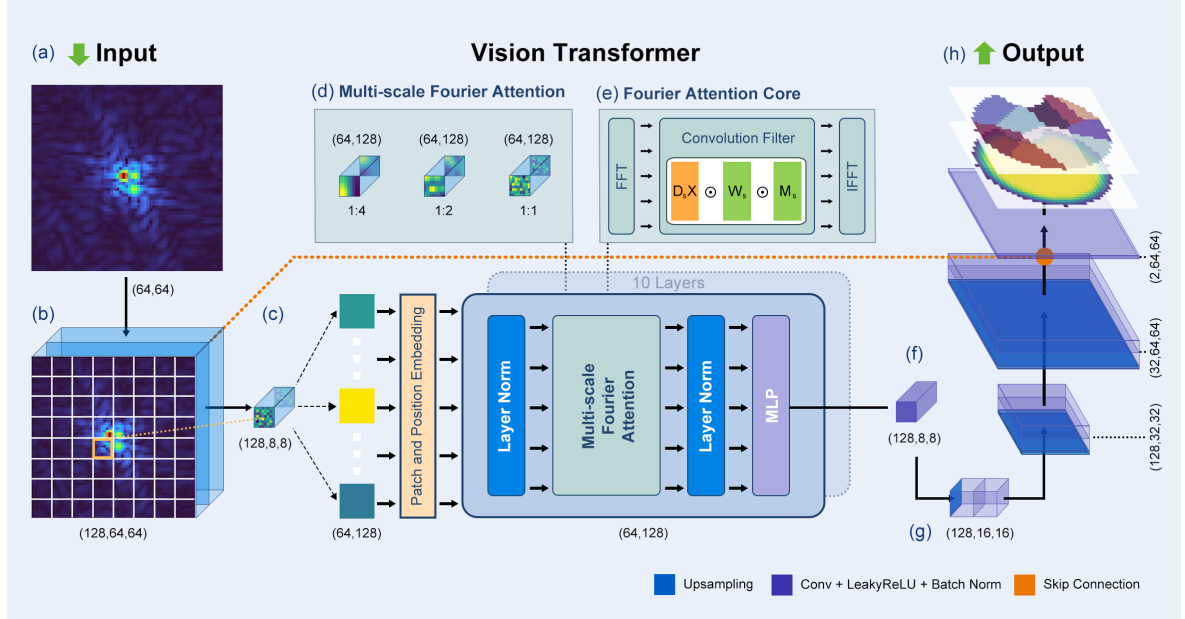 (a) Input
Vision Transformer
(h) Output
(d) Multi-scale Fourier Attention
(64,128) (64,128) (64,128)
1:4 1:2 1:1
(e) Fourier Attention Core
FFT
Convolution Filter
DₛX ⊙ Wₛ ⊙ Mₛ
IFFT
(64,64)
(b)
(128,64,64)
(c)
(128,8,8)
(64,128)
Patch and Position Embedding
10 Layers
Layer Norm
Multi-scale
Fourier
Attention
Layer Norm
MLP
(64,128)
(f)
(128,8,8)
(g) (128,16,16)
(128,32,32)
(32,64,64)
(2,64,64)
Upsampling
Conv + LeakyReLU + Batch Norm
Skip Connection